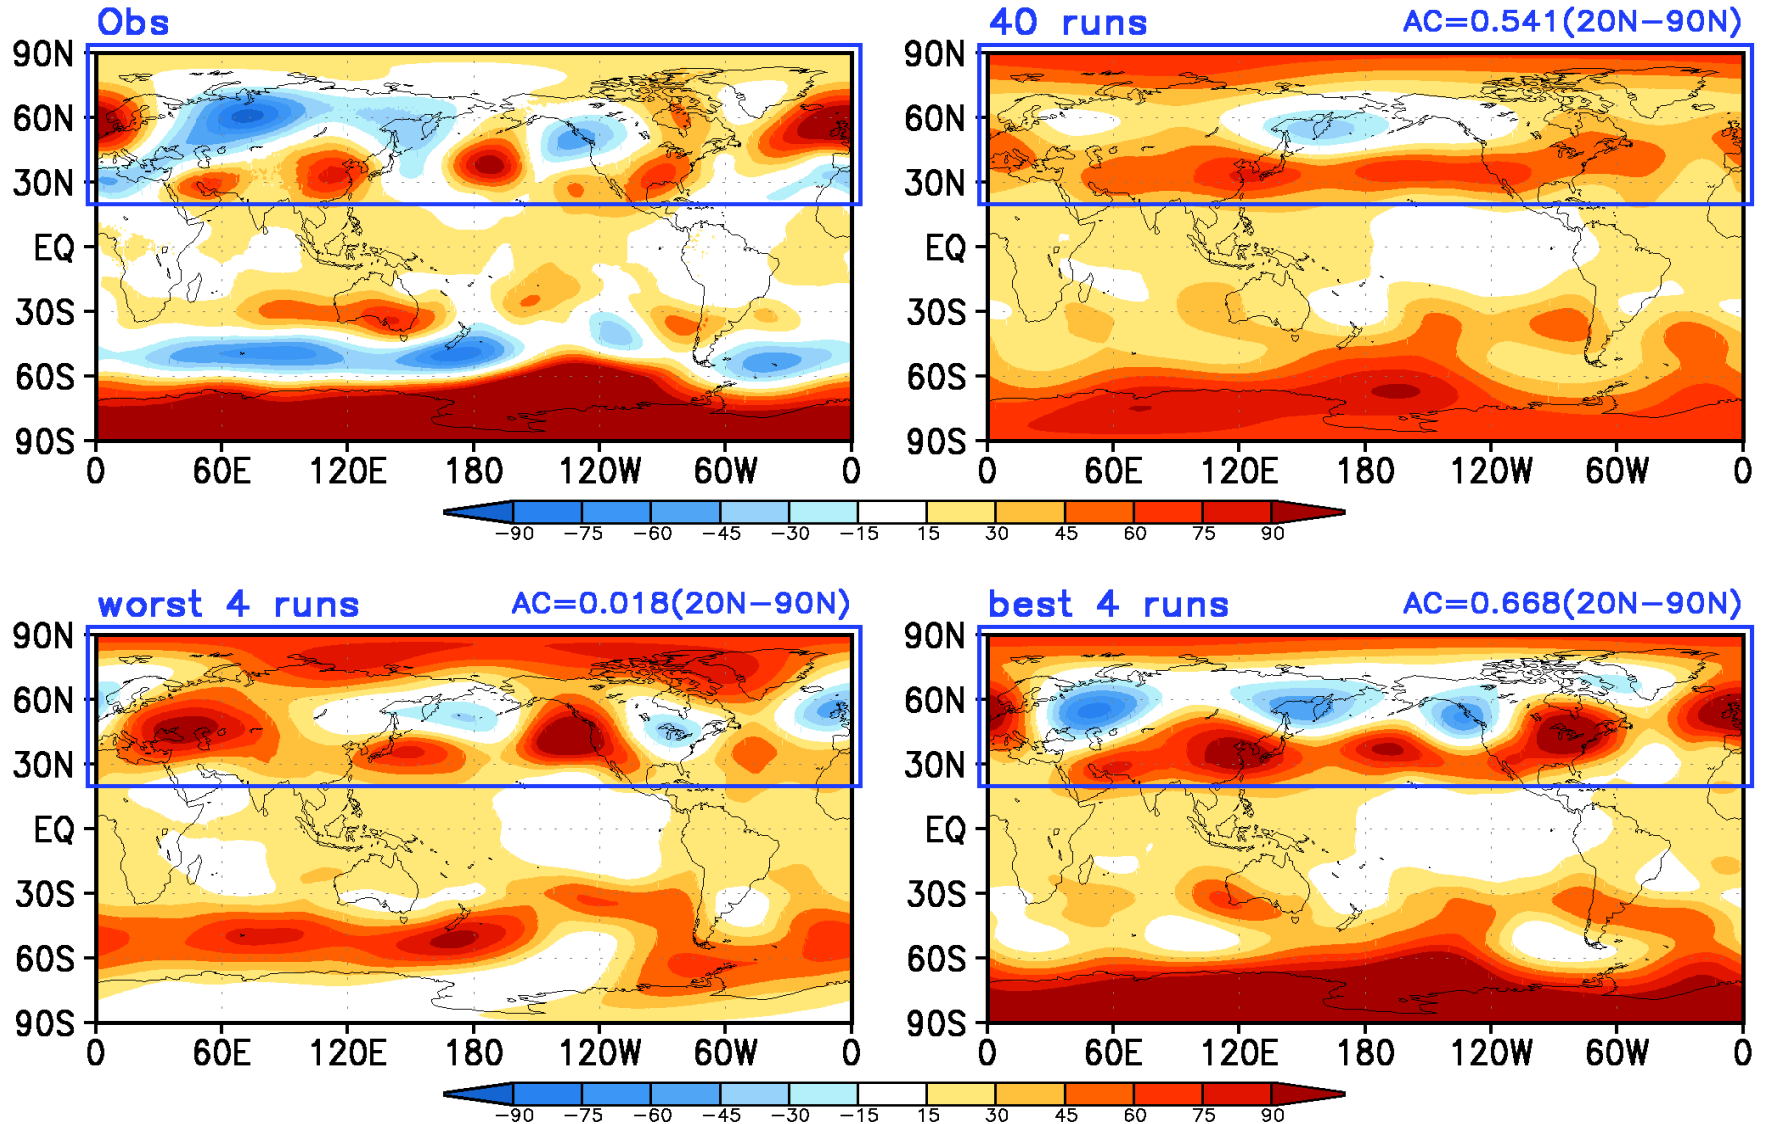 Obs
40 runs AC=0.541(20N−90N)
90N 90N
60N 60N
30N 30N
EQ EQ
30S 30S
60S 60S
90S 90S
0 60E 120E 180 120W 60W 0 0 60E 120E 180 120W 60W 0
−90 −75 −60 −45 −30 −15 15 30 45 60 75 90
worst 4 runs AC=0.018(20N−90N)
best 4 runs AC=0.668(20N−90N)
90N 90N
60N 60N
30N 30N
EQ EQ
30S 30S
60S 60S
90S 90S
0 60E 120E 180 120W 60W 0 0 60E 120E 180 120W 60W 0
−90 −75 −60 −45 −30 −15 15 30 45 60 75 90